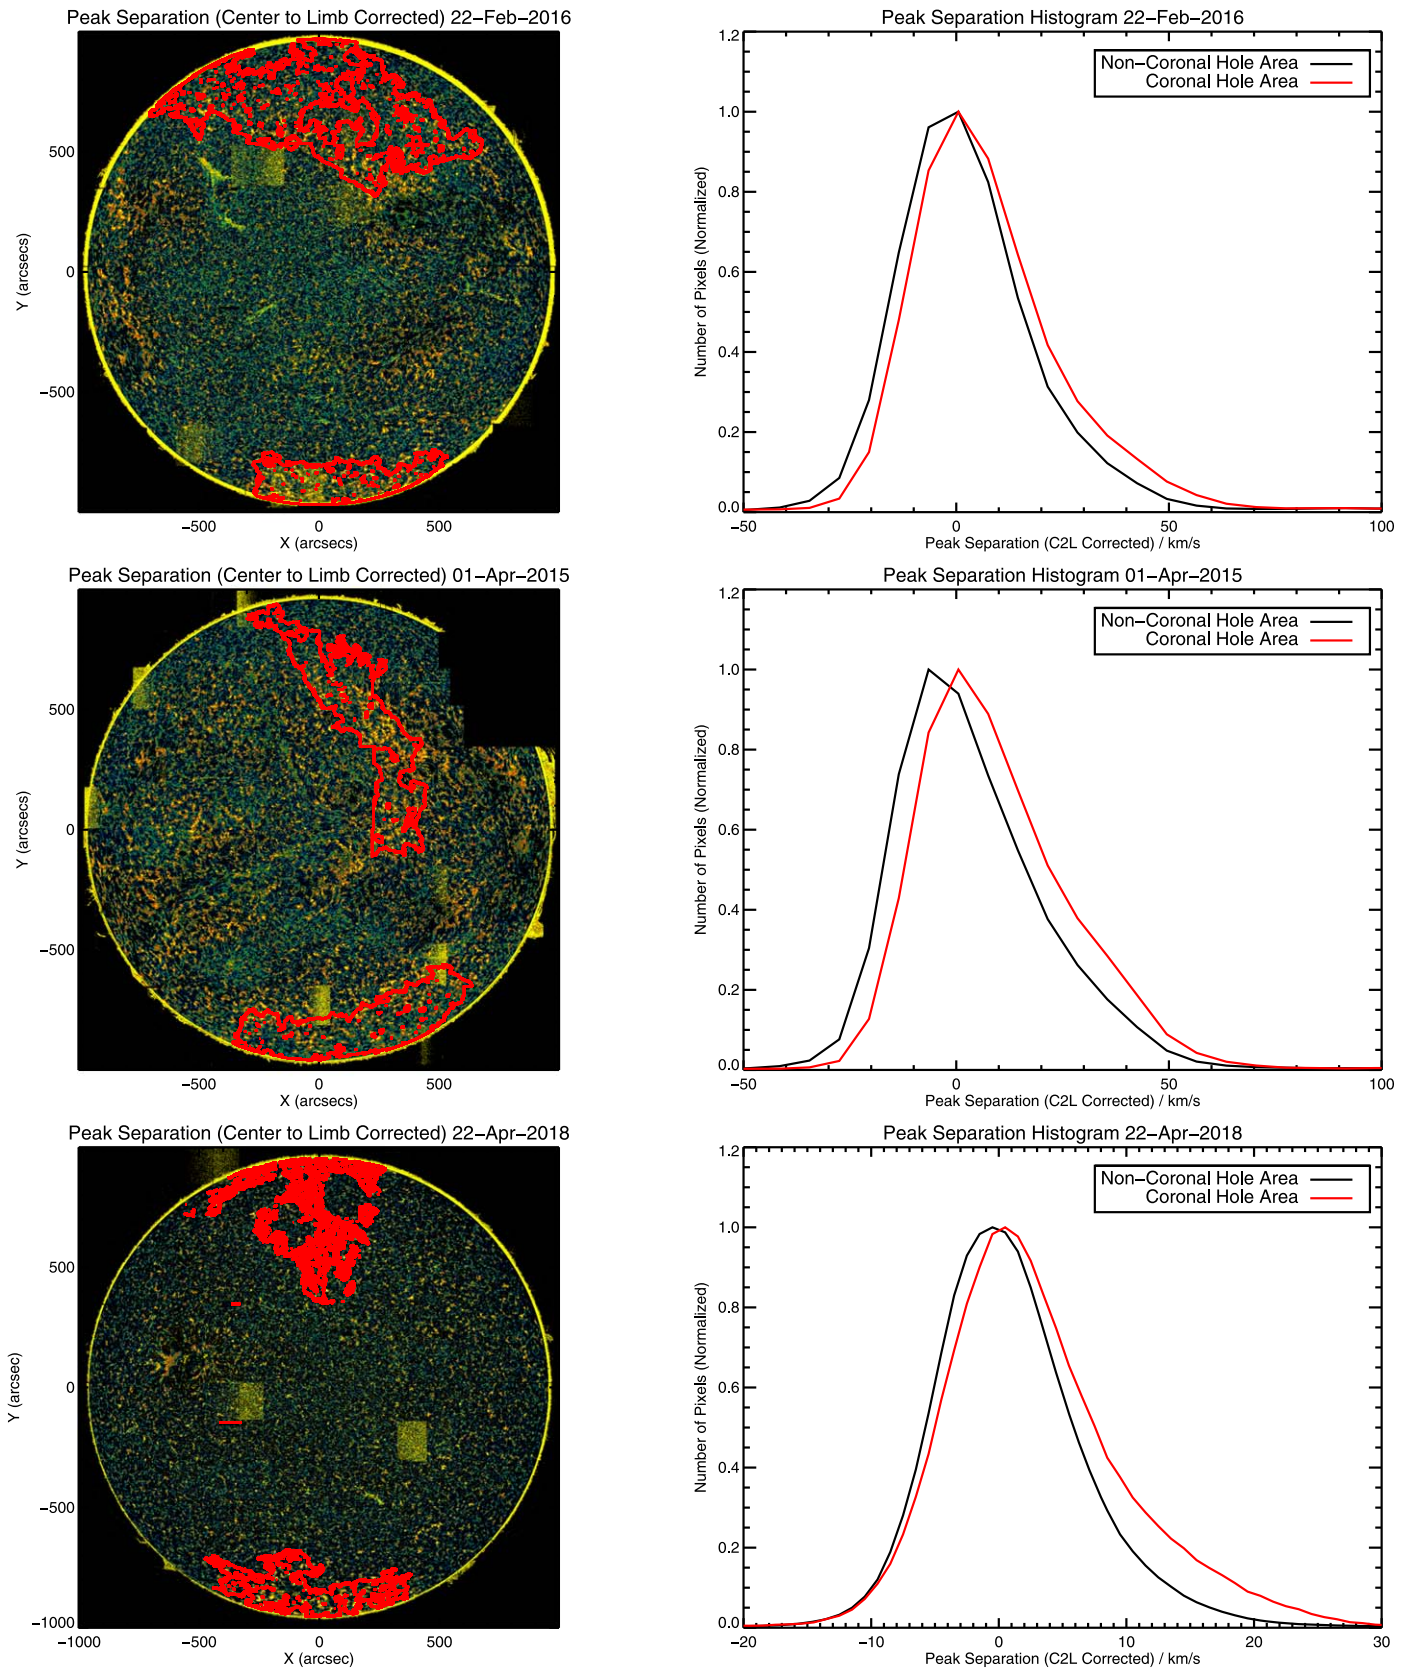 Peak Separation (Center to Limb Corrected) 22-Feb-2016
500
0
-500
Y (arcsecs)
-500 0 500
X (arcsecs)
Peak Separation Histogram 22-Feb-2016
Non-Coronal Hole Area
Coronal Hole Area
1.2
1.0
0.8
0.6
0.4
0.2
0.0
Number of Pixels (Normalized)
-50 0 50 100
Peak Separation (C2L Corrected) / km/s
Peak Separation (Center to Limb Corrected) 01-Apr-2015
500
0
-500
Y (arcsecs)
-500 0 500
X (arcsecs)
Peak Separation Histogram 01-Apr-2015
Non-Coronal Hole Area
Coronal Hole Area
1.2
1.0
0.8
0.6
0.4
0.2
0.0
Number of Pixels (Normalized)
-50 0 50 100
Peak Separation (C2L Corrected) / km/s
Peak Separation (Center to Limb Corrected) 22-Apr-2018
500
0
-500
-1000
Y (arcsec)
-1000 -500 0 500
X (arcsec)
Peak Separation Histogram 22-Apr-2018
Non-Coronal Hole Area
Coronal Hole Area
1.2
1.0
0.8
0.6
0.4
0.2
0.0
Number of Pixels (Normalized)
-20 -10 0 10 20 30
Peak Separation (C2L Corrected) / km/s